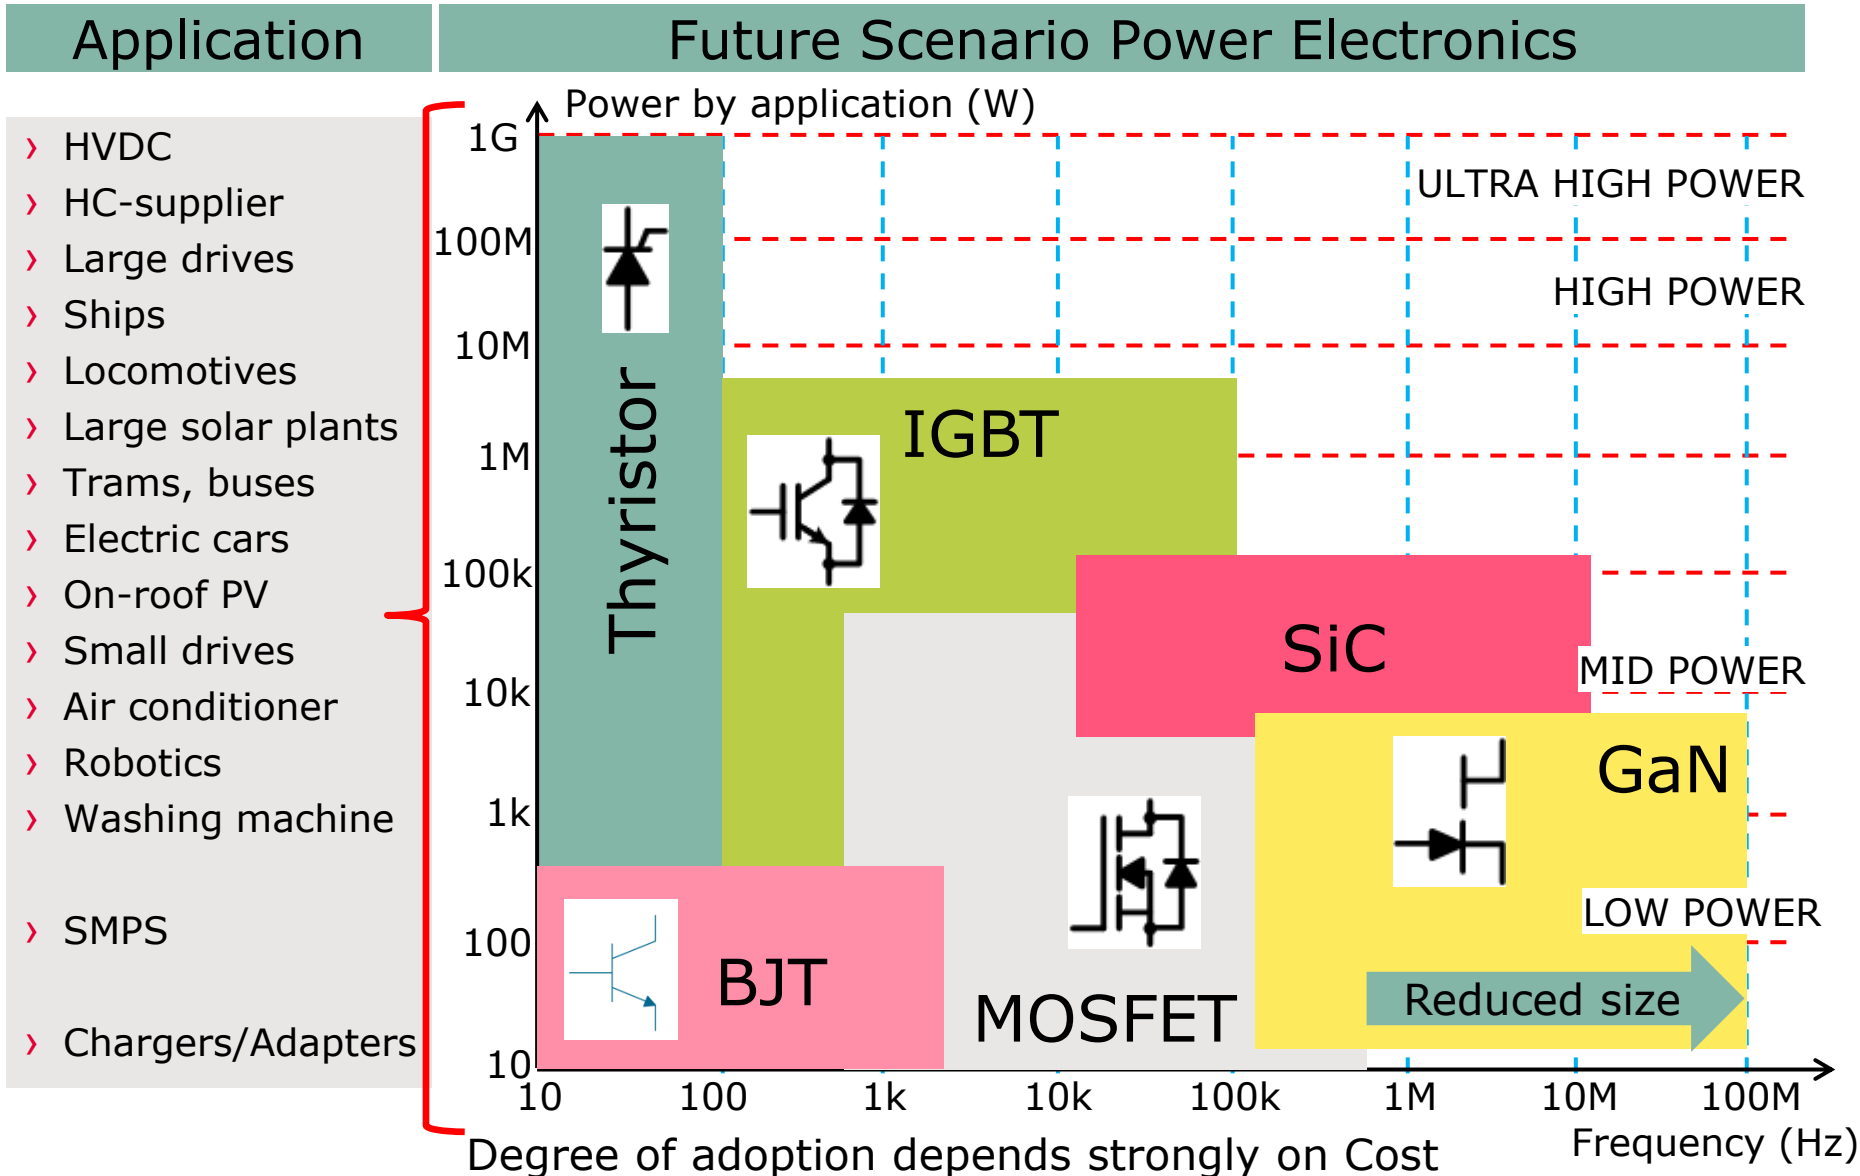 Application
Future Scenario Power Electronics
› HVDC
› HC-supplier
› Large drives
› Ships
› Locomotives
› Large solar plants
› Trams, buses
› Electric cars
› On-roof PV
› Small drives
› Air conditioner
› Robotics
› Washing machine
› SMPS
› Chargers/Adapters
Power by application (W)
1G
100M
10M
1M
100k
10k
1k
100
10
ULTRA HIGH POWER
HIGH POWER
MID POWER
LOW POWER
Thyristor
IGBT
SiC
GaN
BJT
MOSFET
Reduced size
10 100 1k 10k 100k 1M 10M 100M
Frequency (Hz)
Degree of adoption depends strongly on Cost